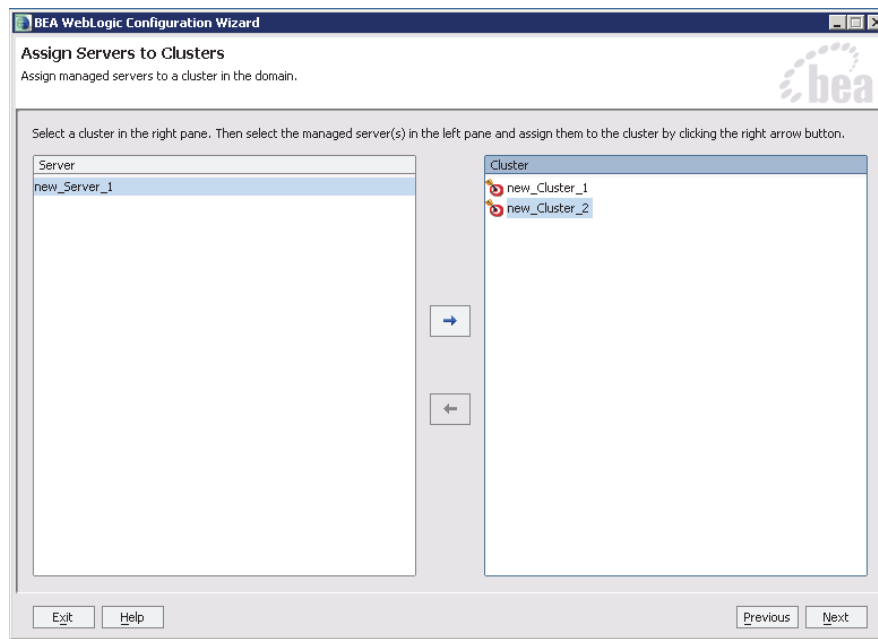 BEA WebLogic Configuration Wizard
Assign Servers to Clusters
Assign managed servers to a cluster in the domain.
bea
Select a cluster in the right pane. Then select the managed server(s) in the left pane and assign them to the cluster by clicking the right arrow button.
Server
new_Server_1
Cluster
new_Cluster_1
new_Cluster_2
Exit Help Previous Next